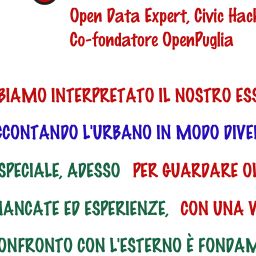 Open Data Expert, Civic Hac
Co-fondatore OpenPuglia
BIAMO INTERPRETATO IL NOSTRO ESS
CCONTANDO L'URBANO IN MODO DIVE
SPECIALE, ADESSO PER GUARDARE OL
MANCATE ED ESPERIENZE, CON UNA V
ONFRONTO CON L'ESTERNO È FONDAM